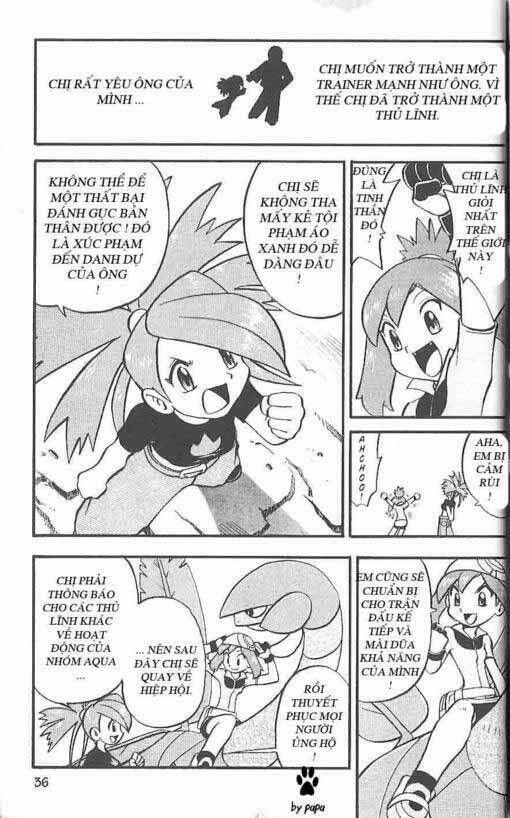 CHỊ RẤT YÊU ÔNG CỦA
MÌNH ...
CHỊ MUỐN TRỞ THÀNH MỘT
TRAINER MẠNH NHƯ ÔNG. VÌ
THẾ CHỊ ĐÃ TRỞ THÀNH MỘT
THỦ LĨNH.
KHÔNG THỂ ĐỂ
MỘT THẤT BẠI
ĐÁNH GỤC BẢN
THÂN ĐƯỢC ! ĐÓ
LÀ XÚC PHẠM
ĐẾN DANH DỰ
CỦA ÔNG
!
CHỊ SẼ
KHÔNG THA
MẤY KẺ TỘI
PHẠM ÁO
XANH ĐÓ DỄ
DÀNG ĐÂU
!
ĐÚNG
LÀ
TINH
THẦN
ĐÓ
!
CHỊ LÀ
THỦ LĨNH
GIỎI
NHẤT
TRÊN
THẾ GIỚI
NÀY
!
AHCHOO!
AHA,
EM BỊ
CẢM
RÙI
!
CHỊ PHẢI
THÔNG BÁO
CHO CÁC THỦ
LĨNH KHÁC
VỀ HOẠT
ĐỘNG CỦA
NHÓM AQUA
...
... NÊN SAU
ĐÂY CHỊ SẼ
QUAY VỀ
HIỆP HỘI.
RỒI
THUYẾT
PHỤC MỌI
NGƯỜI
ỦNG HỘ
!
EM CŨNG SẼ
CHUẨN BỊ
CHO TRẬN
ĐẤU KẾ
TIẾP VÀ
MÀI DŨA
KHẢ NĂNG
CỦA MÌNH
!
36
by papa